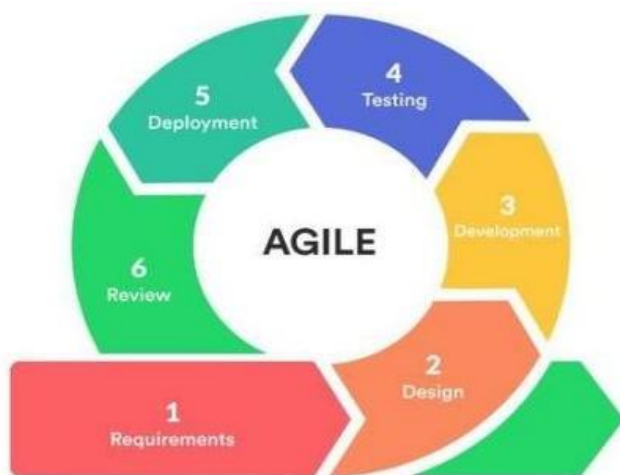 AGILE
1
Requirements
2
Design
3
Development
4
Testing
5
Deployment
6
Review